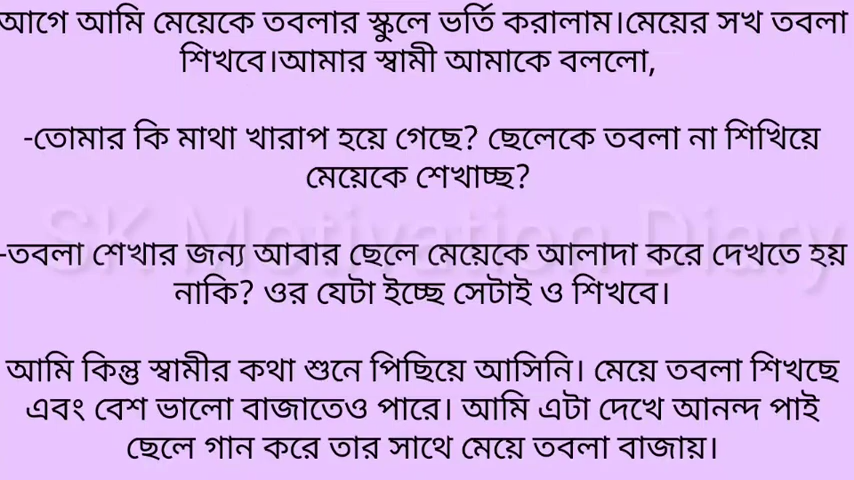 আগে আমি মেয়েকে তবলার স্কুলে ভর্তি করালাম।মেয়ের সখ তবলা
শিখবে।আমার স্বামী আমাকে বললো,
-তোমার কি মাথা খারাপ হয়ে গেছে? ছেলেকে তবলা না শিখিয়ে
মেয়েকে শেখাচ্ছ?
-তবলা শেখার জন্য আবার ছেলে মেয়েকে আলাদা করে দেখতে হয়
নাকি? ওর যেটা ইচ্ছে সেটাই ও শিখবে।
আমি কিন্তু স্বামীর কথা শুনে পিছিয়ে আসিনি। মেয়ে তবলা শিখছে
এবং বেশ ভালো বাজাতেও পারে। আমি এটা দেখে আনন্দ পাই
ছেলে গান করে তার সাথে মেয়ে তবলা বাজায়।
SK Motivation Diary